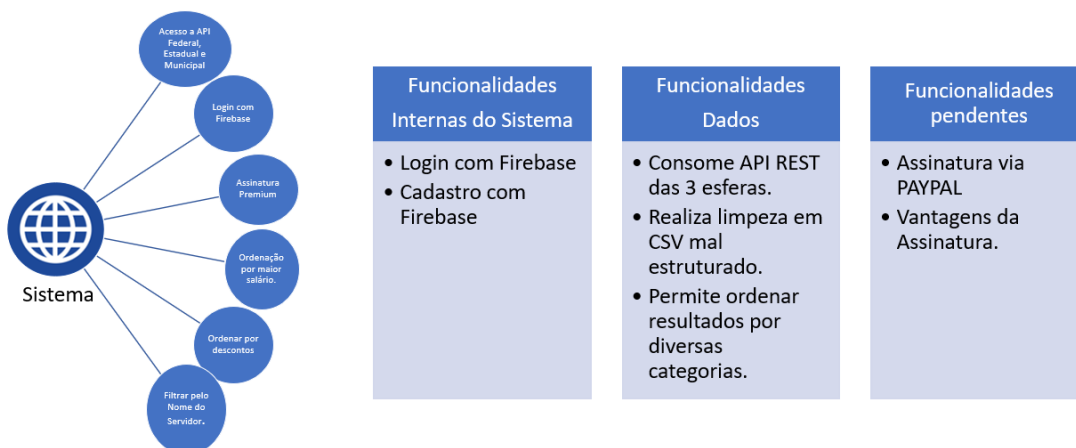 Acesso a API
Federal,
Estadual e
Municipal
Login com
Firebase
Assinatura
Premium
Ordenação
por maior
salário.
Ordenar por
descontos
Filtrar pelo
Nome do
Servidor.
Sistema
Funcionalidades
Internas do Sistema
• Login com Firebase
• Cadastro com
Firebase
Funcionalidades
Dados
• Consome API REST
das 3 esferas.
• Realiza limpeza em
CSV mal
estruturado.
• Permite ordenar
resultados por
diversas
categorias.
Funcionalidades
pendentes
• Assinatura via
PAYPAL
• Vantagens da
Assinatura.